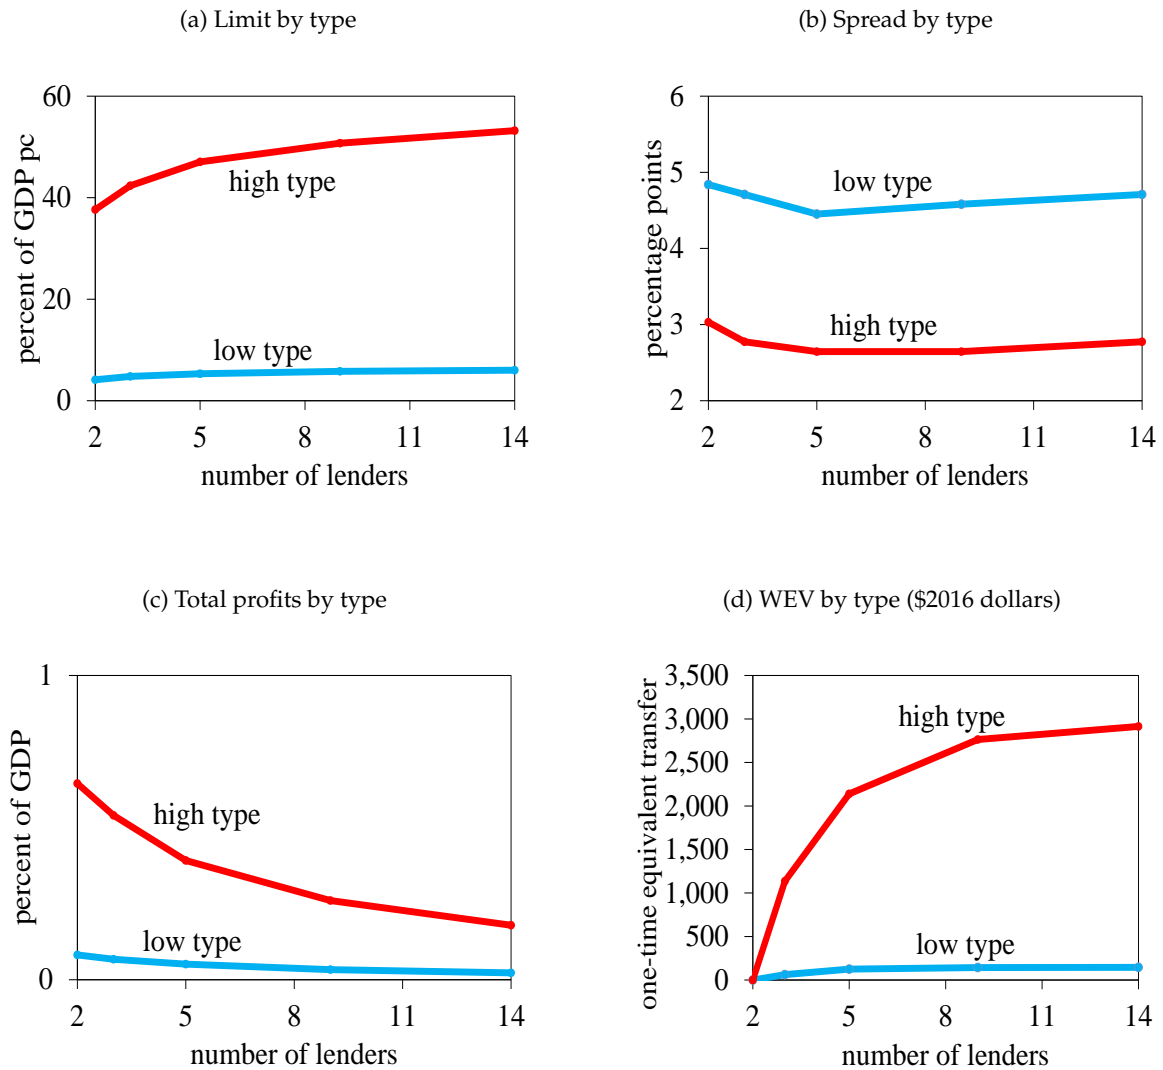 (a) Limit by type
percent of GDP pc
60
40
20
0
high type
low type
2 5 8 11 14
number of lenders
(b) Spread by type
percentage points
6
5
4
3
2
low type
high type
2 5 8 11 14
number of lenders
(c) Total profits by type
percent of GDP
1
0
high type
low type
2 5 8 11 14
number of lenders
(d) WEV by type ($2016 dollars)
one-time equivalent transfer
3,500
3,000
2,500
2,000
1,500
1,000
500
0
high type
low type
2 5 8 11 14
number of lenders